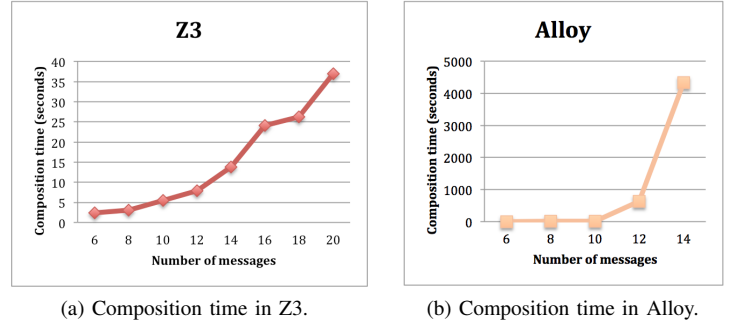 Z3
Composition time (seconds)
40
35
30
25
20
15
10
5
0
6 8 10 12 14 16 18 20
Number of messages
(a) Composition time in Z3.
Alloy
Composition time (seconds)
5000
4000
3000
2000
1000
0
6 8 10 12 14
Number of messages
(b) Composition time in Alloy.